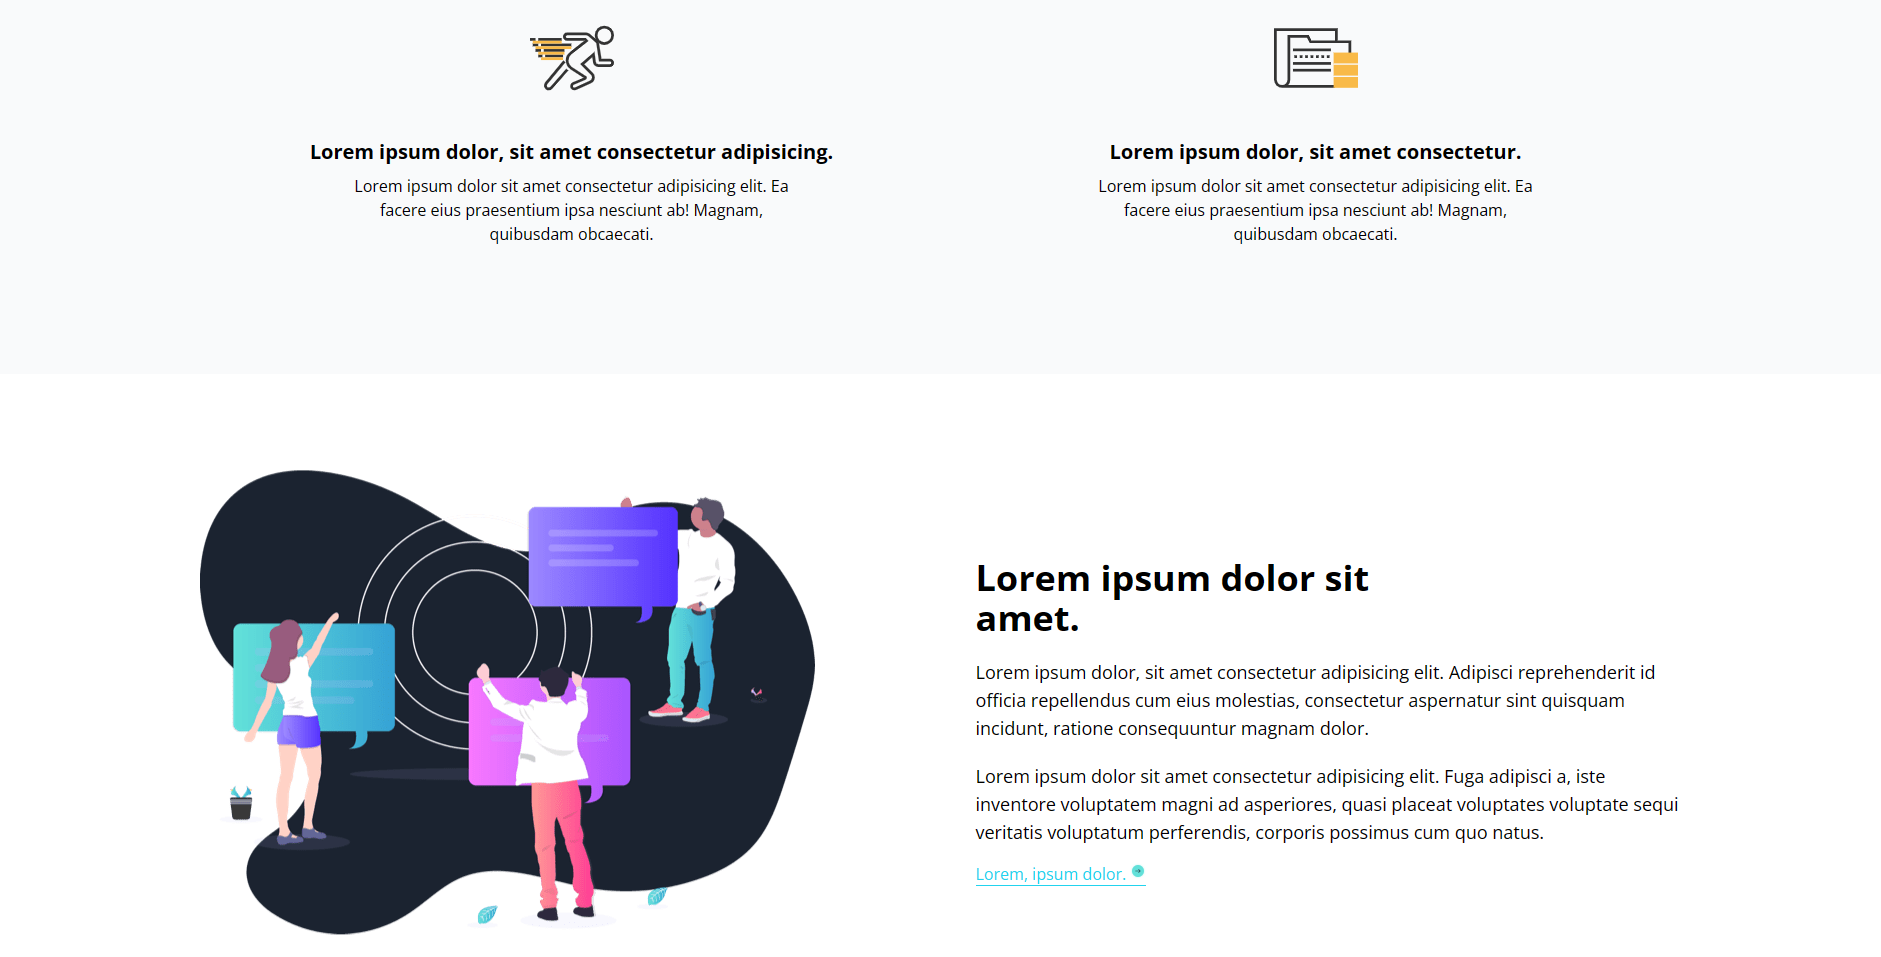 Lorem ipsum dolor, sit amet consectetur adipisicing.
Lorem ipsum dolor sit amet consectetur adipisicing elit. Ea
facere eius praesentium ipsa nesciunt ab! Magnam,
quibusdam obcaecati.
Lorem ipsum dolor, sit amet consectetur.
Lorem ipsum dolor sit amet consectetur adipisicing elit. Ea
facere eius praesentium ipsa nesciunt ab! Magnam,
quibusdam obcaecati.
Lorem ipsum dolor sit
amet.
Lorem ipsum dolor, sit amet consectetur adipisicing elit. Adipisci reprehenderit id
officia repellendus cum eius molestias, consectetur aspernatur sint quisquam
incidunt, ratione consequuntur magnam dolor.
Lorem ipsum dolor sit amet consectetur adipisicing elit. Fuga adipisci a, iste
inventore voluptatem magni ad asperiores, quasi placeat voluptates voluptate sequi
veritatis voluptatum perferendis, corporis possimus cum quo natus.
Lorem, ipsum dolor.